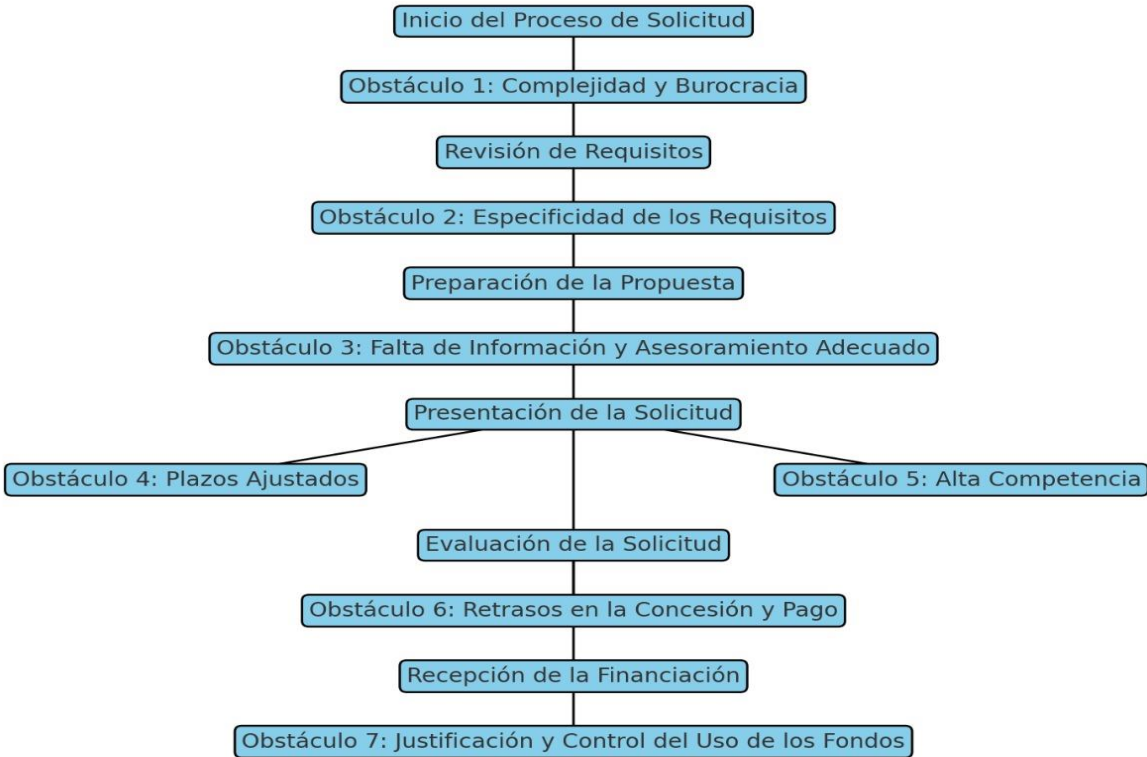 Inicio del Proceso de Solicitud
Obstáculo 1: Complejidad y Burocracia
Revisión de Requisitos
Obstáculo 2: Especificidad de los Requisitos
Preparación de la Propuesta
Obstáculo 3: Falta de Información y Asesoramiento Adecuado
Presentación de la Solicitud
Obstáculo 4: Plazos Ajustados
Obstáculo 5: Alta Competencia
Evaluación de la Solicitud
Obstáculo 6: Retrasos en la Concesión y Pago
Recepción de la Financiación
Obstáculo 7: Justificación y Control del Uso de los Fondos